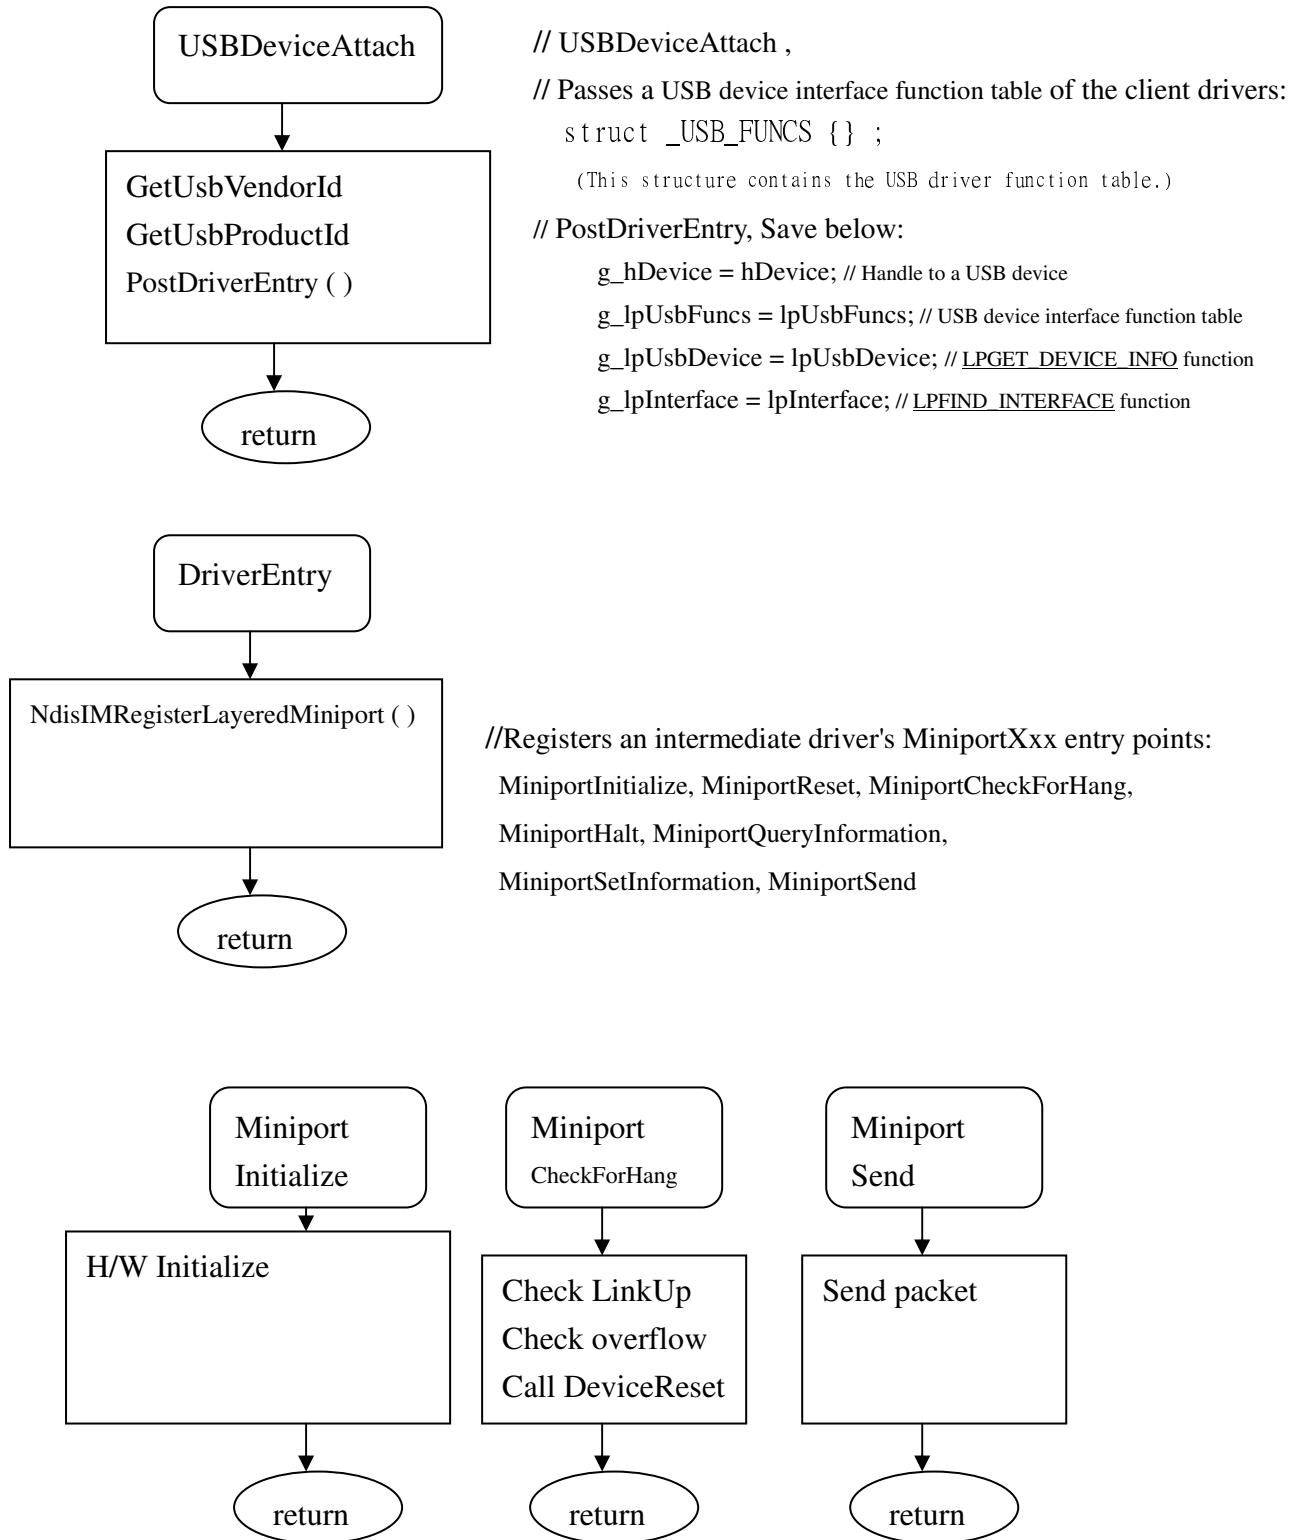 USBDeviceAttach
// USBDeviceAttach ,
// Passes a USB device interface function table of the client drivers:
struct _USB_FUNCS {} ;
(This structure contains the USB driver function table.)
GetUsbVendorId
GetUsbProductId
PostDriverEntry ( )
// PostDriverEntry, Save below:
g_hDevice = hDevice; // Handle to a USB device
g_lpUsbFuncs = lpUsbFuncs; // USB device interface function table
g_lpUsbDevice = lpUsbDevice; // LPGET_DEVICE_INFO function
g_lpInterface = lpInterface; // LPFIND_INTERFACE function
return
DriverEntry
NdisIMRegisterLayeredMiniport ( )
//Registers an intermediate driver's MiniportXxx entry points:
MiniportInitialize, MiniportReset, MiniportCheckForHang,
MiniportHalt, MiniportQueryInformation,
MiniportSetInformation, MiniportSend
return
Miniport
Initialize
H/W Initialize
return
Miniport
CheckForHang
Check LinkUp
Check overflow
Call DeviceReset
return
Miniport
Send
Send packet
return